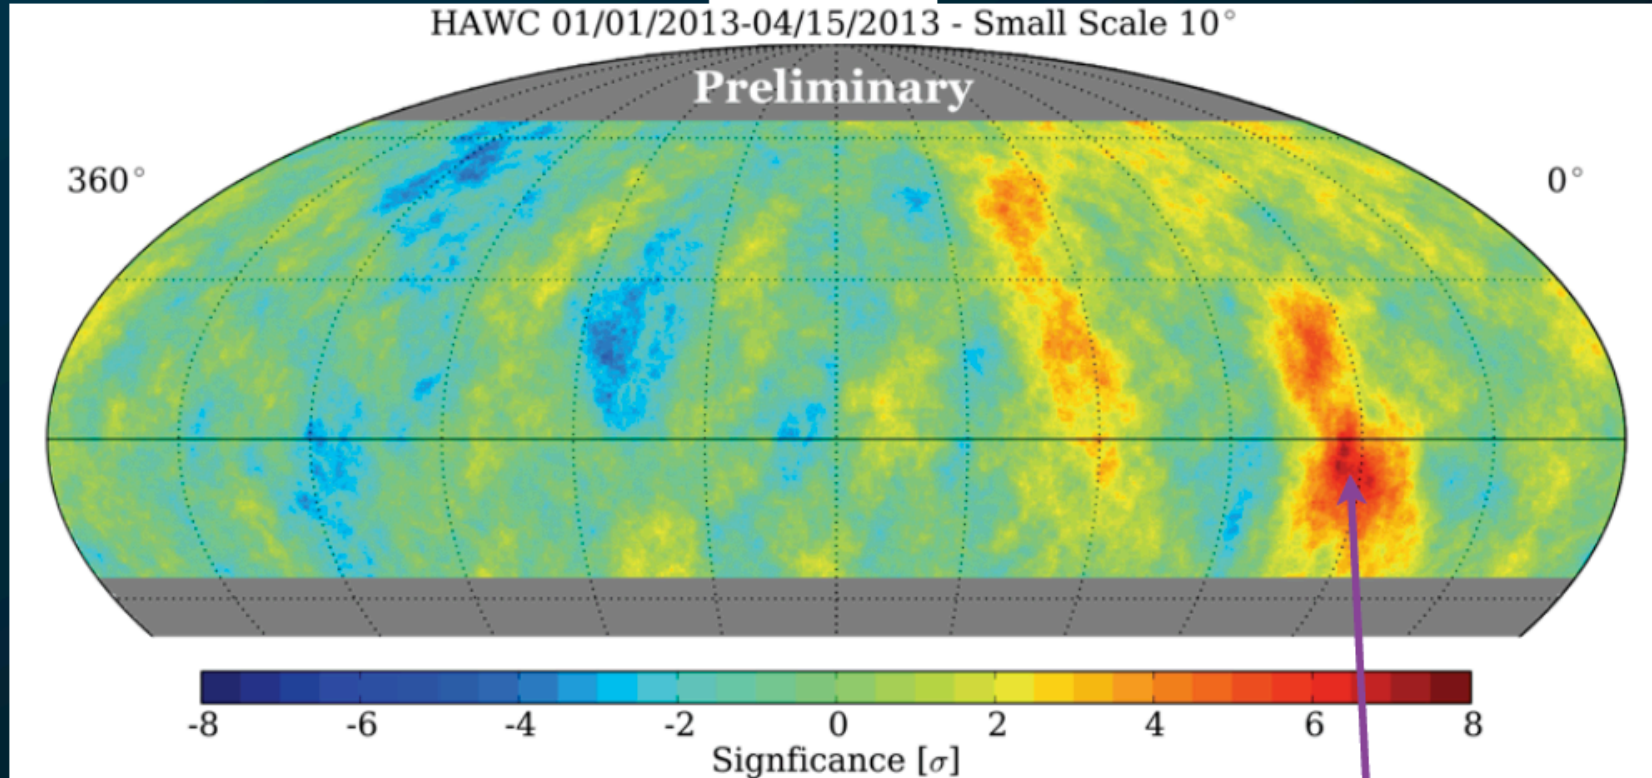 HAWC 01/01/2013-04/15/2013 - Small Scale 10°
Preliminary
360°
0°
-8 -6 -4 -2 0 2 4 6 8
Signficance [σ]